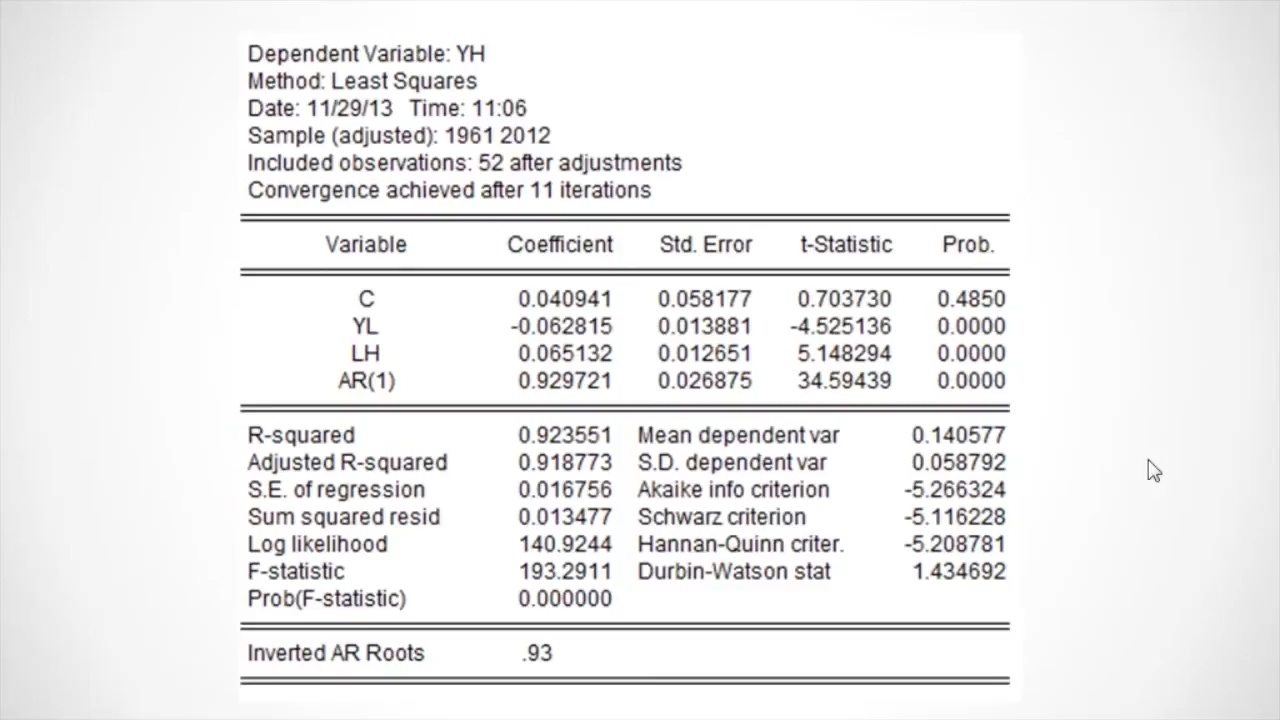 Dependent Variable: YH
Method: Least Squares
Date: 11/29/13 Time: 11:06
Sample (adjusted): 1961 2012
Included observations: 52 after adjustments
Convergence achieved after 11 iterations
Variable Coefficient Std. Error t-Statistic Prob.
C 0.040941 0.058177 0.703730 0.4850
YL -0.062815 0.013881 -4.525136 0.0000
LH 0.065132 0.012651 5.148294 0.0000
AR(1) 0.929721 0.026875 34.59439 0.0000
R-squared 0.923551 Mean dependent var 0.140577
Adjusted R-squared 0.918773 S.D. dependent var 0.058792
S.E. of regression 0.016756 Akaike info criterion -5.266324
Sum squared resid 0.013477 Schwarz criterion -5.116228
Log likelihood 140.9244 Hannan-Quinn criter. -5.208781
F-statistic 193.2911 Durbin-Watson stat 1.434692
Prob(F-statistic) 0.000000
Inverted AR Roots .93